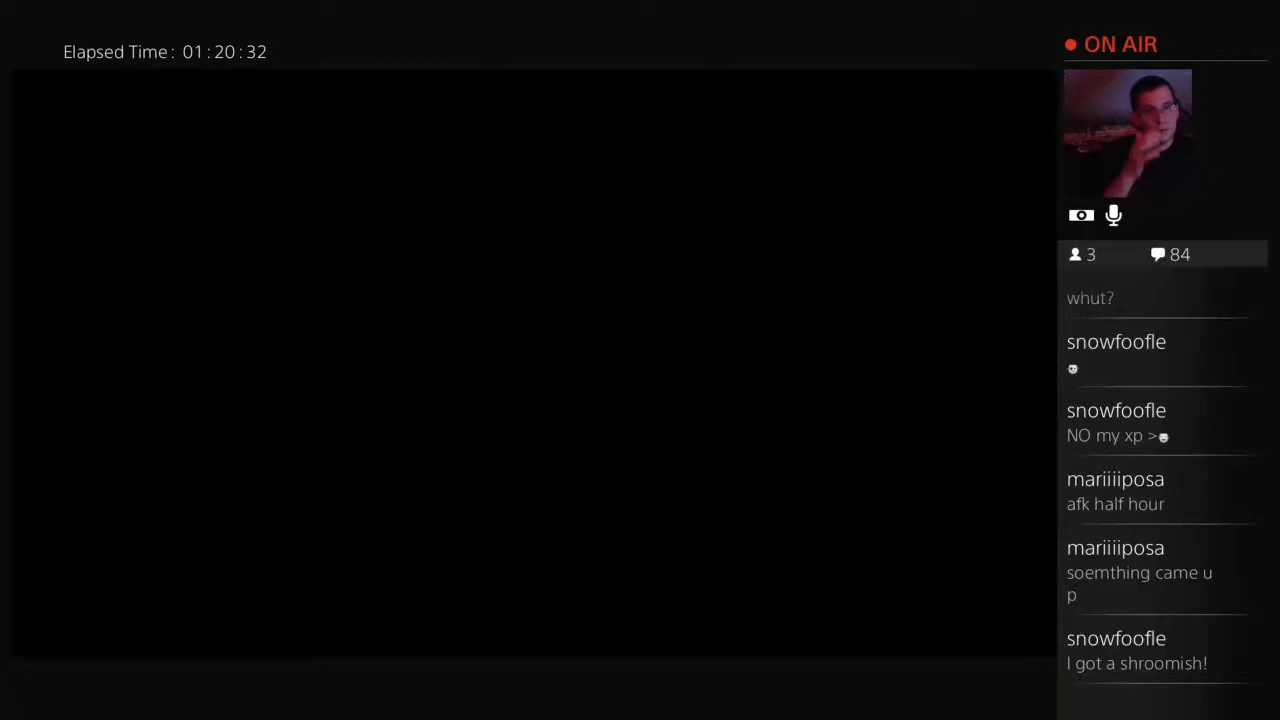 Elapsed Time: 01:20:32
ON AIR
3 84
whut?
snowfoofle
snowfoofle
NO my xp >
mariiiiposa
afk half hour
mariiiiposa
soemthing came u
p
snowfoofle
I got a shroomish!